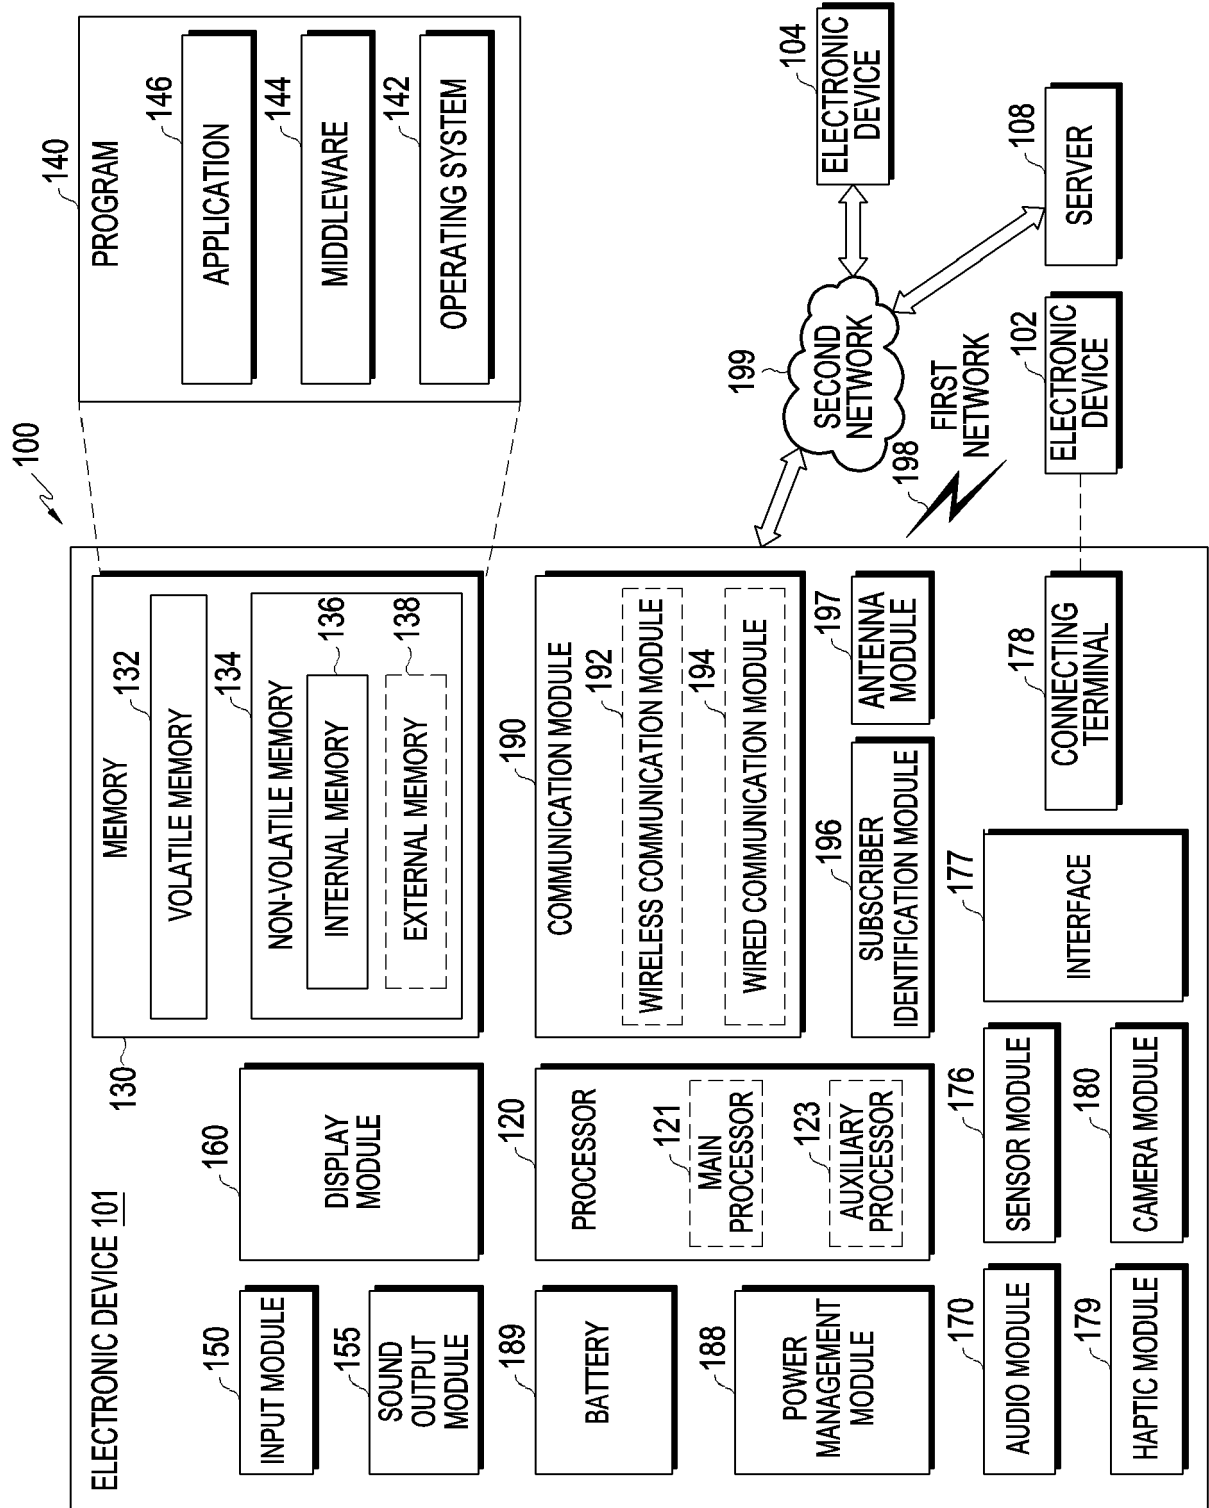 100
ELECTRONIC DEVICE 101
150
INPUT MODULE
155
SOUND
OUTPUT
MODULE
189
BATTERY
188
POWER
MANAGEMENT
MODULE
170
AUDIO MODULE
179
HAPTIC MODULE
160
DISPLAY
MODULE
120
PROCESSOR
121
MAIN
PROCESSOR
123
AUXILIARY
PROCESSOR
176
SENSOR MODULE
180
CAMERA MODULE
130
MEMORY
132
VOLATILE MEMORY
134
NON-VOLATILE MEMORY
136
INTERNAL MEMORY
138
EXTERNAL MEMORY
190
COMMUNICATION MODULE
192
WIRELESS COMMUNICATION MODULE
194
WIRED COMMUNICATION MODULE
196
SUBSCRIBER
IDENTIFICATION MODULE
197
ANTENNA
MODULE
177
INTERFACE
178
CONNECTING
TERMINAL
140
PROGRAM
146
APPLICATION
144
MIDDLEWARE
142
OPERATING SYSTEM
199
SECOND
NETWORK
198
FIRST
NETWORK
104
ELECTRONIC
DEVICE
102
ELECTRONIC
DEVICE
108
SERVER